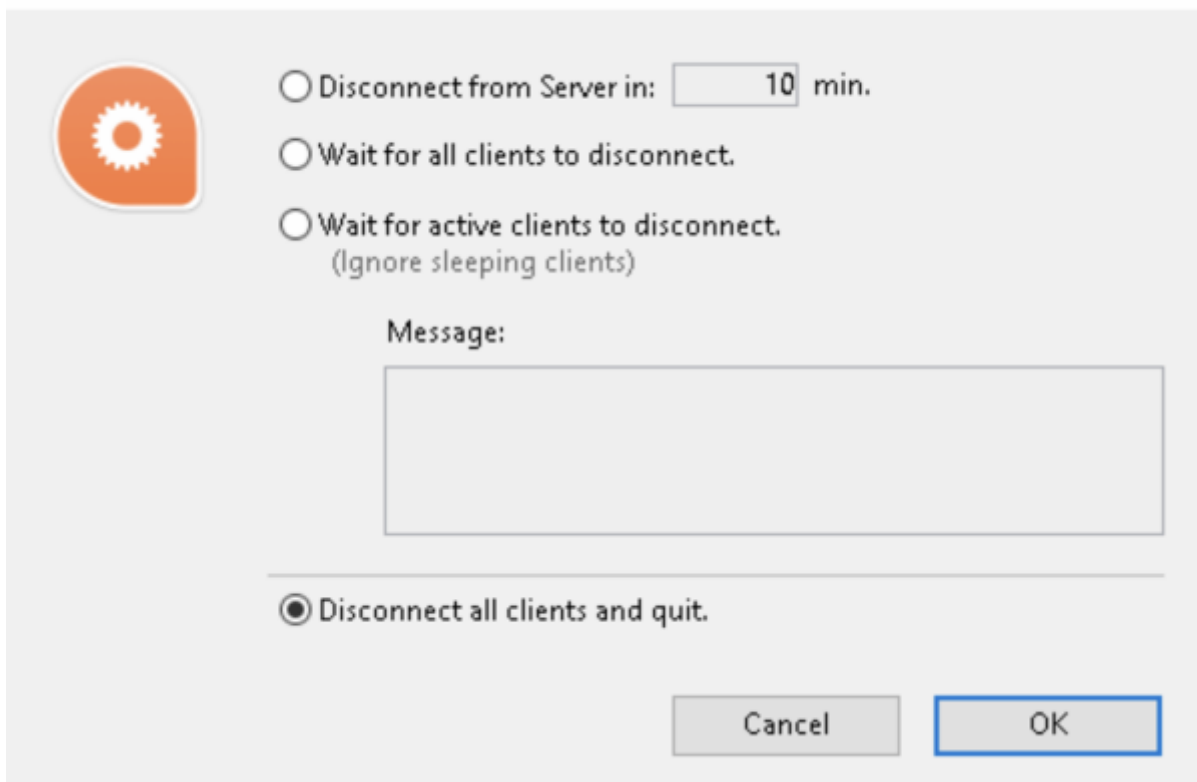 Disconnect from Server in: 10 min.
Wait for all clients to disconnect.
Wait for active clients to disconnect.
(Ignore sleeping clients)
Message:
Disconnect all clients and quit.
Cancel OK